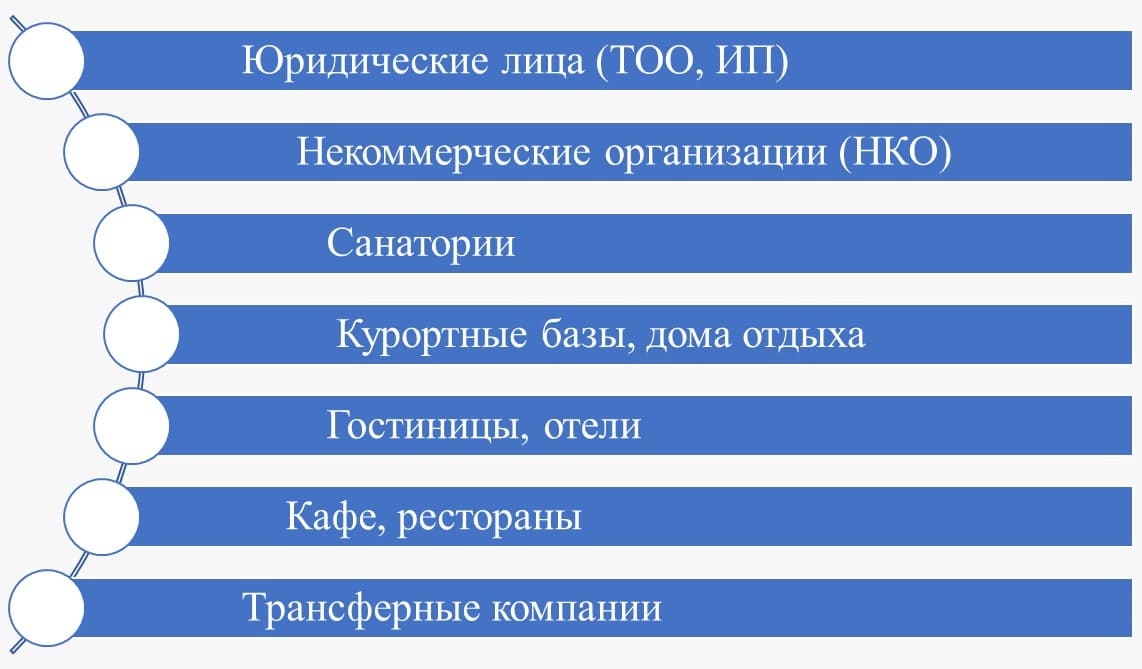 Юридические лица (ТОО, ИП)
Некоммерческие организации (НКО)
Санатории
Курортные базы, дома отдыха
Гостиницы, отели
Кафе, рестораны
Трансферные компании